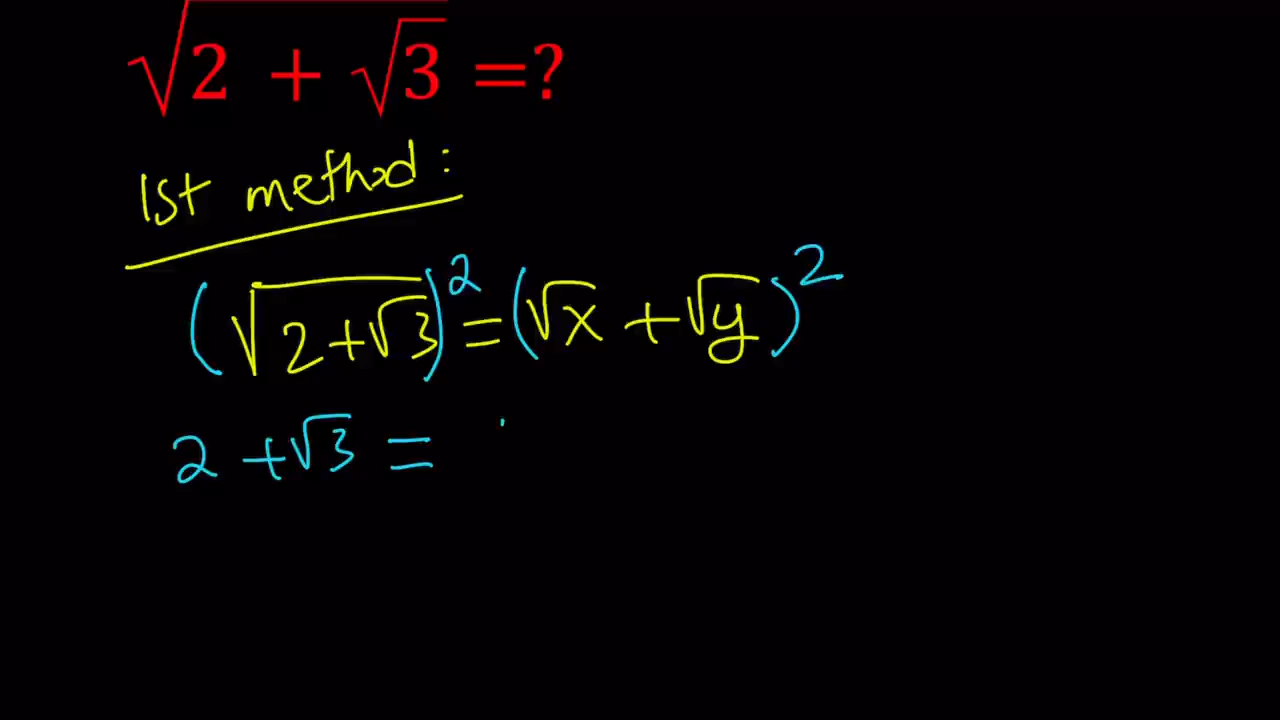 √(2 + √3) =?
1st method:
(√(2+√3))² = (√x + √y)²
2 + √3 =